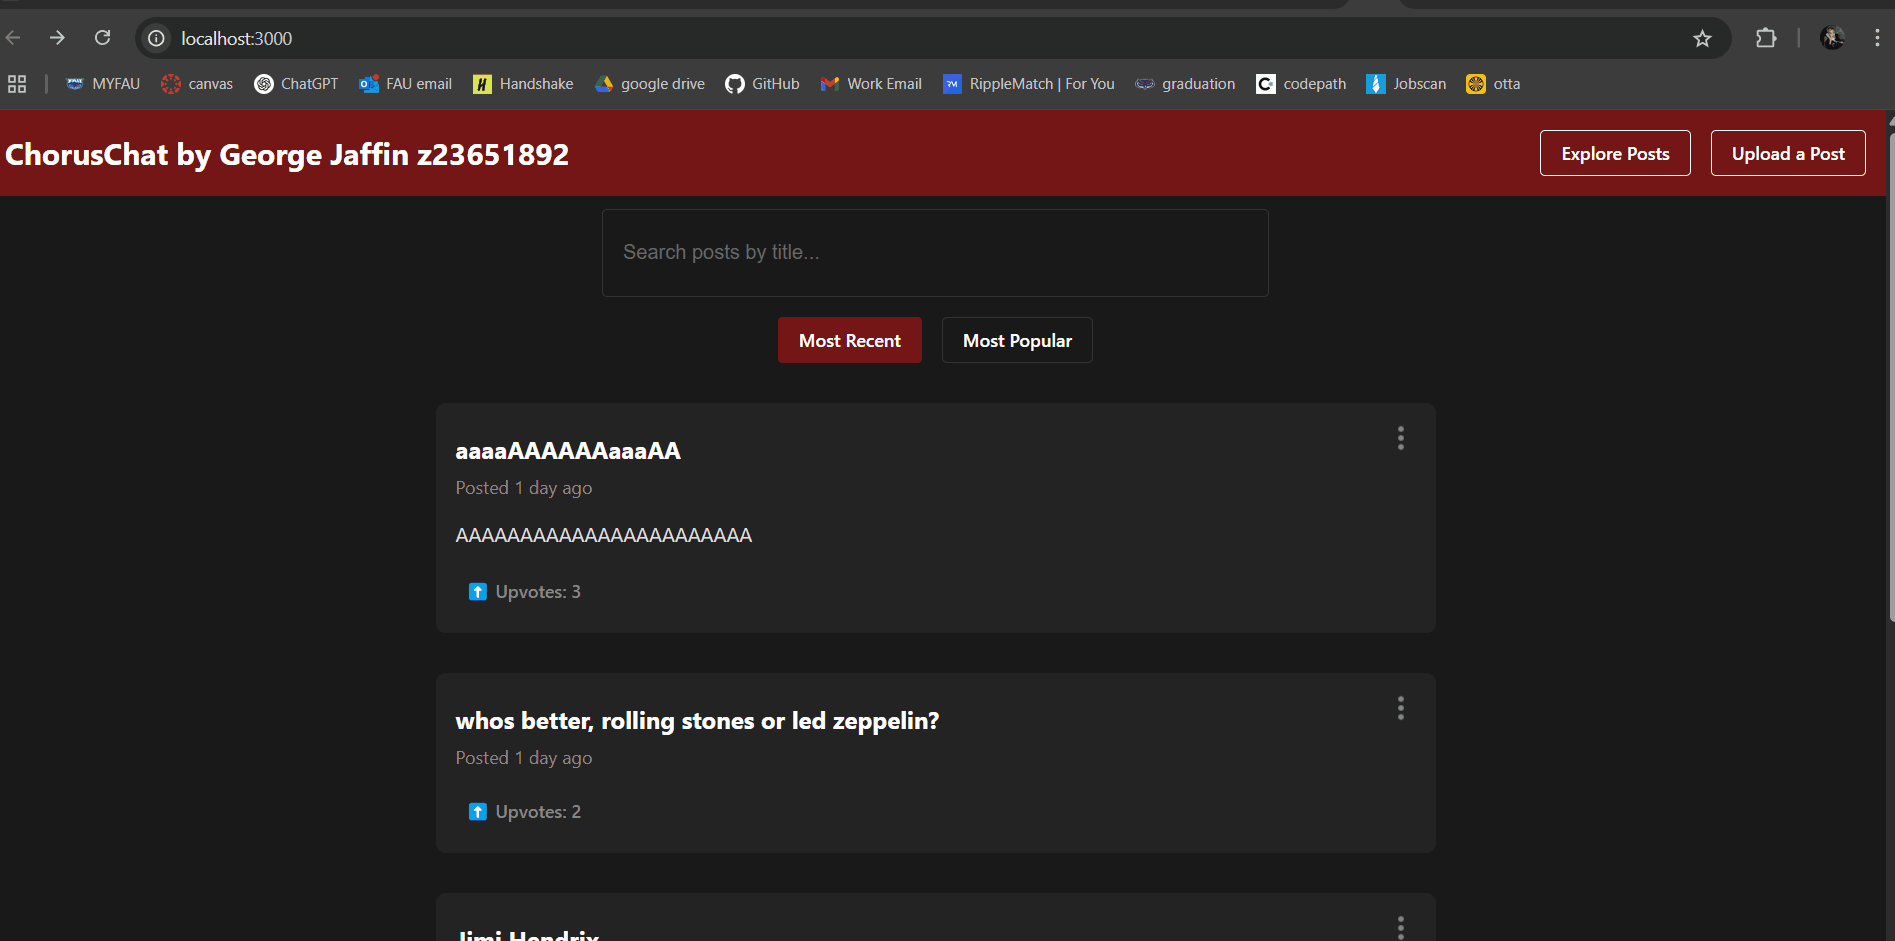 localhost:3000
MYFAU canvas ChatGPT FAU email Handshake google drive GitHub Work Email RippleMatch | For You graduation codepath Jobscan otta
ChorusChat by George Jaffin z23651892
Explore Posts
Upload a Post
Search posts by title...
Most Recent
Most Popular
aaaaAAAAAAaaaAA
Posted 1 day ago
AAAAAAAAAAAAAAAAAAAAAAA
Upvotes: 3
whos better, rolling stones or led zeppelin?
Posted 1 day ago
Upvotes: 2
Jimi Hendrix